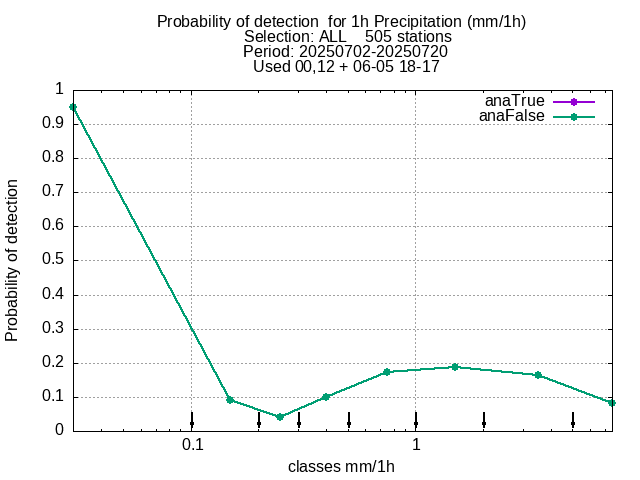 Probability of detection  for 1h Precipitation (mm/1h)
Selection: ALL    505 stations
Period: 20250702-20250720
Used 00,12 + 06-05 18-17
anaTrue
anaFalse
1
0.9
0.8
0.7
0.6
0.5
0.4
0.3
0.2
0.1
0
Probability of detection
0.1
1
classes mm/1h